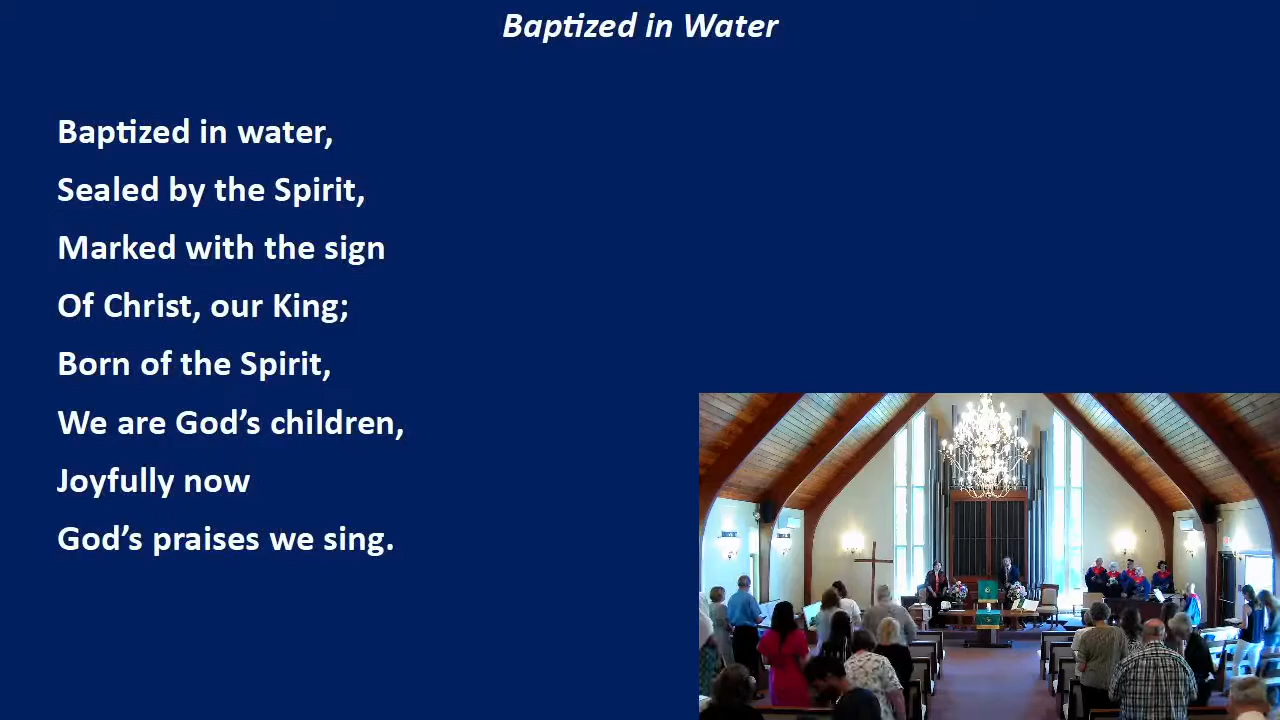 Baptized in Water
Baptized in water,
Sealed by the Spirit,
Marked with the sign
Of Christ, our King;
Born of the Spirit,
We are God’s children,
Joyfully now
God’s praises we sing.